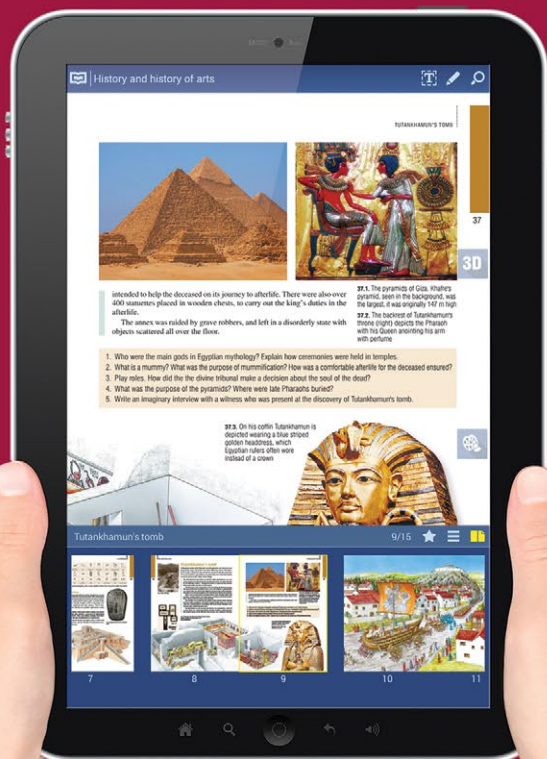 History and history of arts
TUTANKHAMUN'S TOMB
37
3D
37.1. The pyramids of Giza. Khafre's
pyramid, seen in the background, was
the largest, it was originally 147 m high
37.2. The backrest of Tutankhamun's
throne (right) depicts the Pharaoh
with his Queen anointing his arm
with perfume
intended to help the deceased on its journey to afterlife. There were also over
400 statuettes placed in wooden chests, to carry out the king's duties in the
afterlife.
The annex was raided by grave robbers, and left in a disorderly state with
objects scattered all over the ground.
1. Who were the main gods in Egyptian mythology? Explain how ceremonies were held in temples.
2. What is a mummy? What was the purpose of mummification? How was a comfortable afterlife for the deceased ensured?
3. Play roles. How did the the divine tribunal make a decision about the soul of the dead?
4. What was the purpose of the pyramids? Where were late Pharaohs buried?
5. Write an imaginary interview with a witness who was present at the discovery of Tutankhamun's tomb.
37.3. On his coffin Tutankhamun is
depicted wearing a blue striped
golden headdress, which
Egyptian rulers often wore
instead of a crown
Tutankhamun's tomb
9/15
7
8
9
10
11